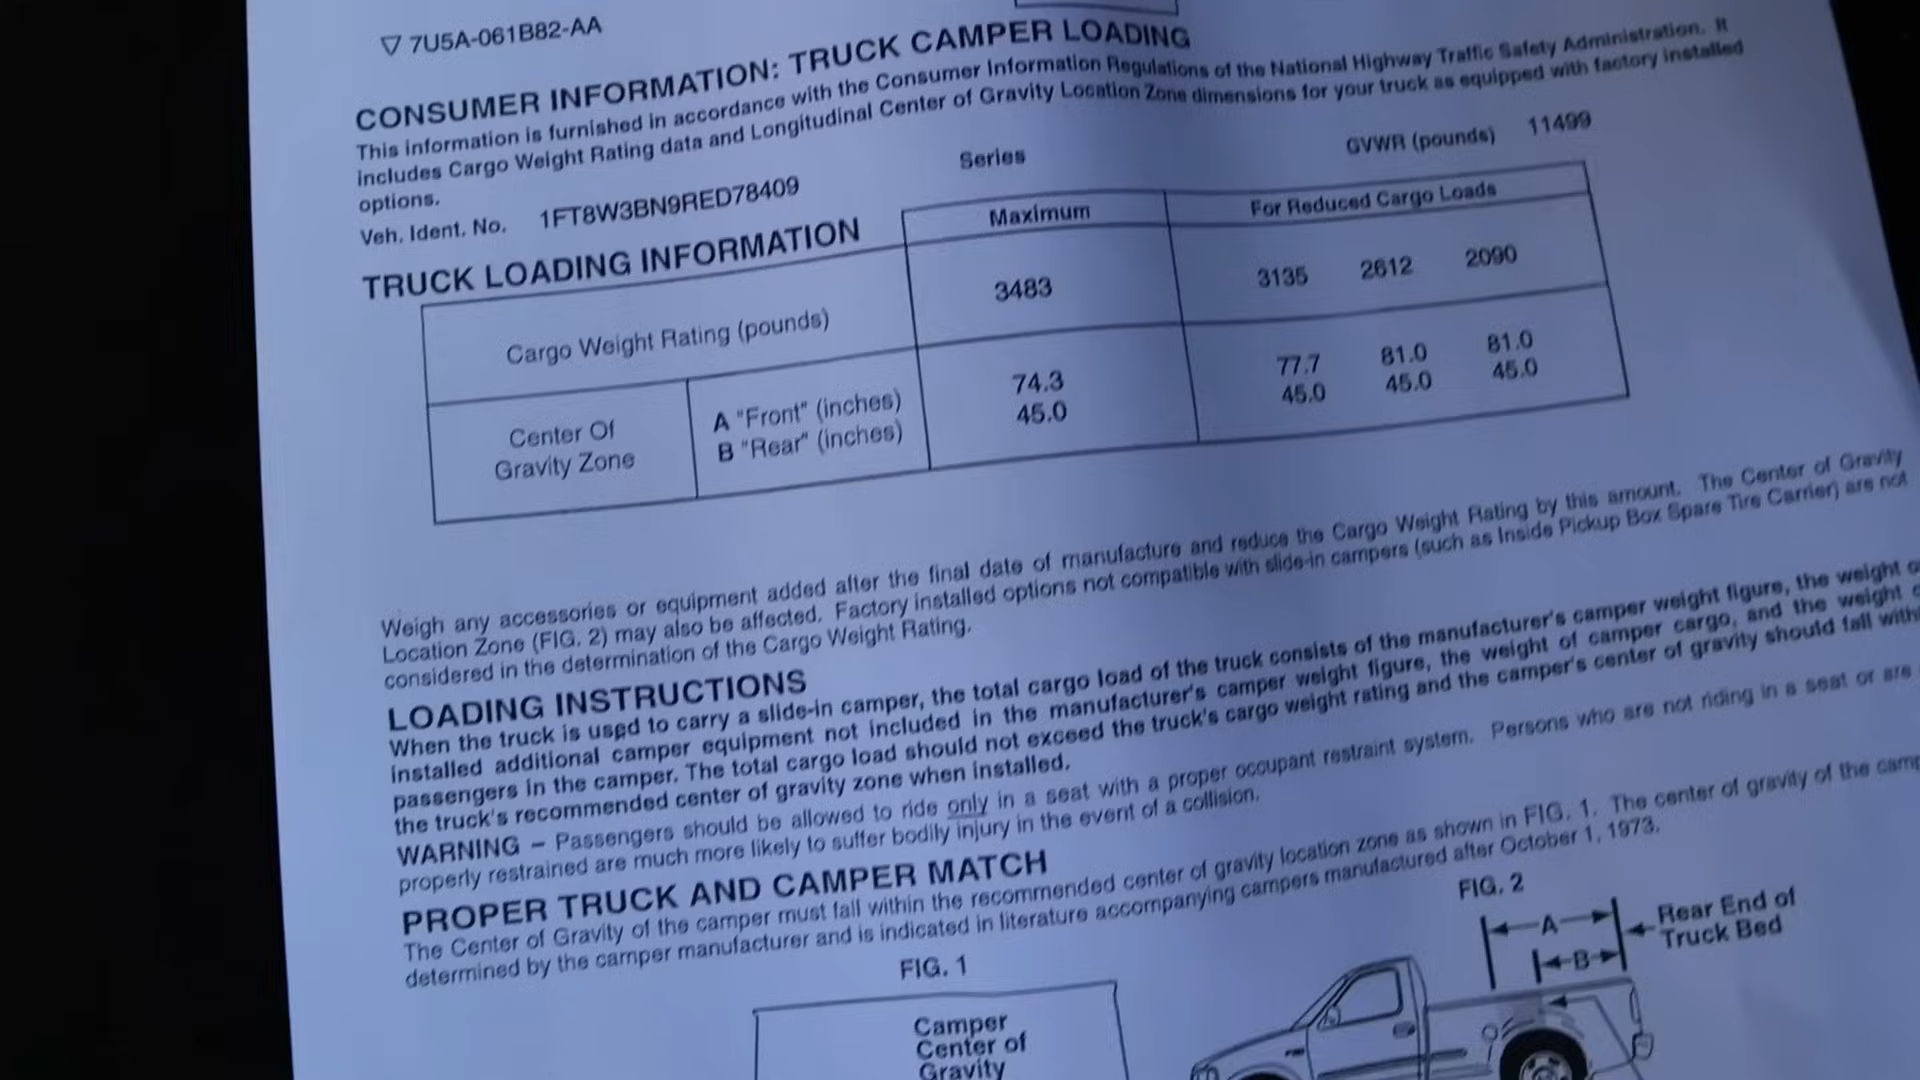 ▽ 7U5A-061B82-AA
CONSUMER INFORMATION: TRUCK CAMPER LOADING
This information is furnished in accordance with the Consumer Information Regulations of the National Highway Traffic Safety Administration. It
includes Cargo Weight Rating data and Longitudinal Center of Gravity Location Zone dimensions for your truck as equipped with factory installed
options.
Veh. Ident. No. 1FT8W3BN9RED78409 Series GVWR (pounds) 11499
TRUCK LOADING INFORMATION
Maximum For Reduced Cargo Loads
Cargo Weight Rating (pounds) 3483 3135 2612 2090
Center Of
Gravity Zone
A "Front" (inches) 74.3 77.7 81.0 81.0
B "Rear" (inches) 45.0 45.0 45.0 45.0
Weigh any accessories or equipment added after the final date of manufacture and reduce the Cargo Weight Rating by this amount. The Center of Gravity
Location Zone (FIG. 2) may also be affected. Factory installed options not compatible with slide-in campers (such as Inside Pickup Box Spare Tire Carrier) are not
considered in the determination of the Cargo Weight Rating.
LOADING INSTRUCTIONS
When the truck is used to carry a slide-in camper, the total cargo load of the truck consists of the manufacturer's camper weight figure, the weight
installed additional camper equipment not included in the manufacturer's camper weight figure, the weight of camper cargo, and the weight
passengers in the camper. The total cargo load should not exceed the truck's cargo weight rating and the camper's center of gravity should fall
the truck's recommended center of gravity zone when installed.
WARNING – Passengers should be allowed to ride only in a seat with a proper occupant restraint system. Persons who are not riding in a seat or are
properly restrained are much more likely to suffer bodily injury in the event of a collision.
PROPER TRUCK AND CAMPER MATCH
The Center of Gravity of the camper must fall within the recommended center of gravity location zone as shown in FIG. 1. The center of gravity of the
determined by the camper manufacturer and is indicated in literature accompanying campers manufactured after October 1, 1973.
FIG. 1
Camper
Center of
Gravity
FIG. 2
A
B
Rear End of
Truck Bed